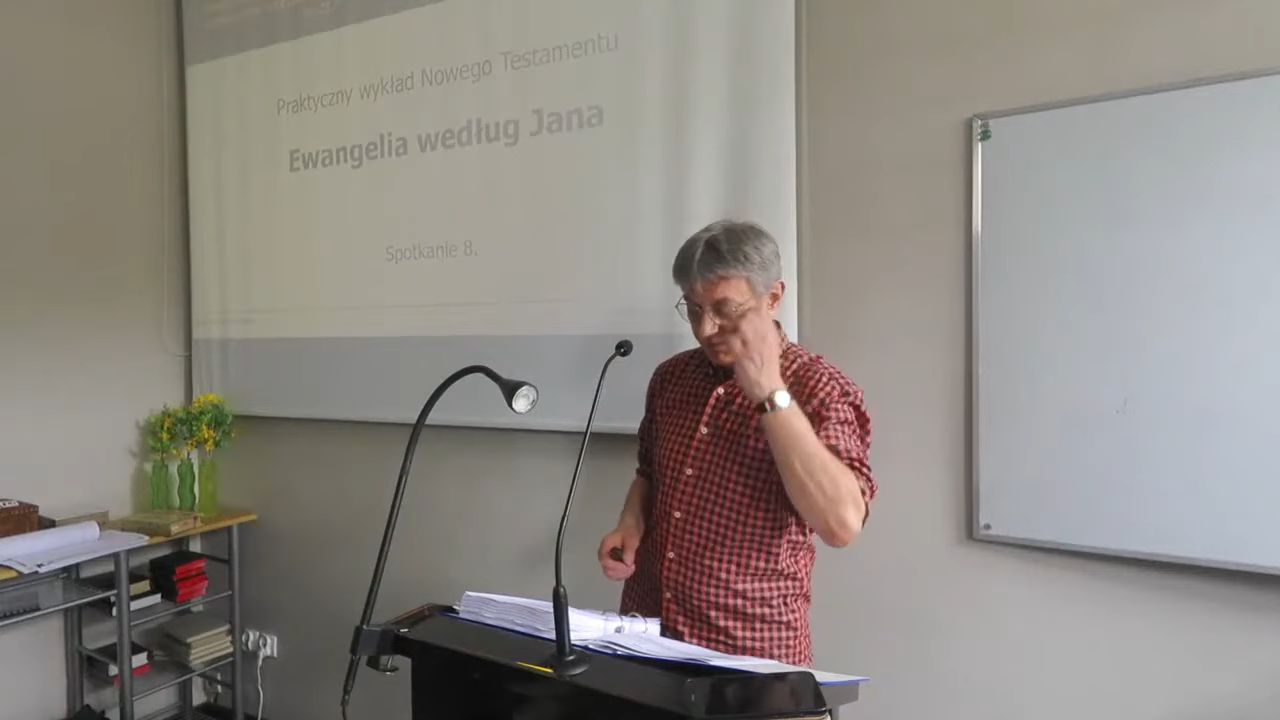 Praktyczny wykład Nowego Testamentu
Ewangelia według Jana
Spotkanie 8.